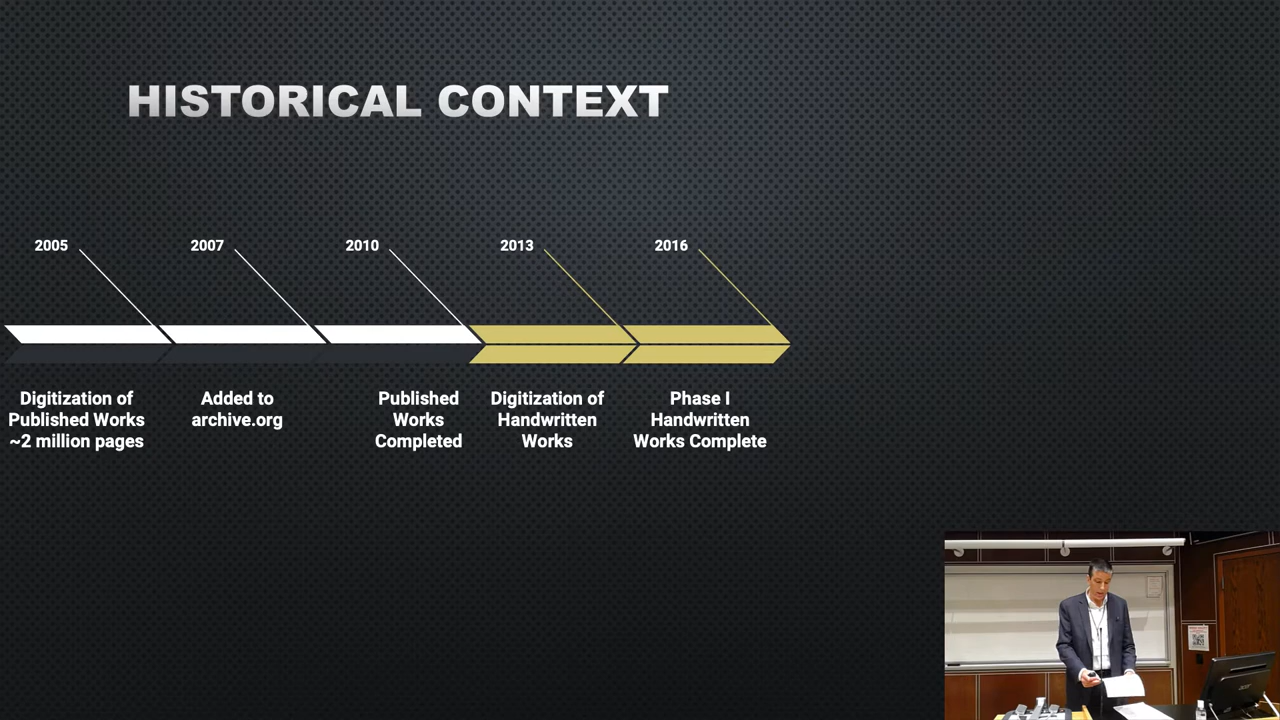 HISTORICAL CONTEXT
2005
2007
2010
2013
2016
Digitization of
Published Works
~2 million pages
Added to
archive.org
Published
Works
Completed
Digitization of
Handwritten
Works
Phase I
Handwritten
Works Complete